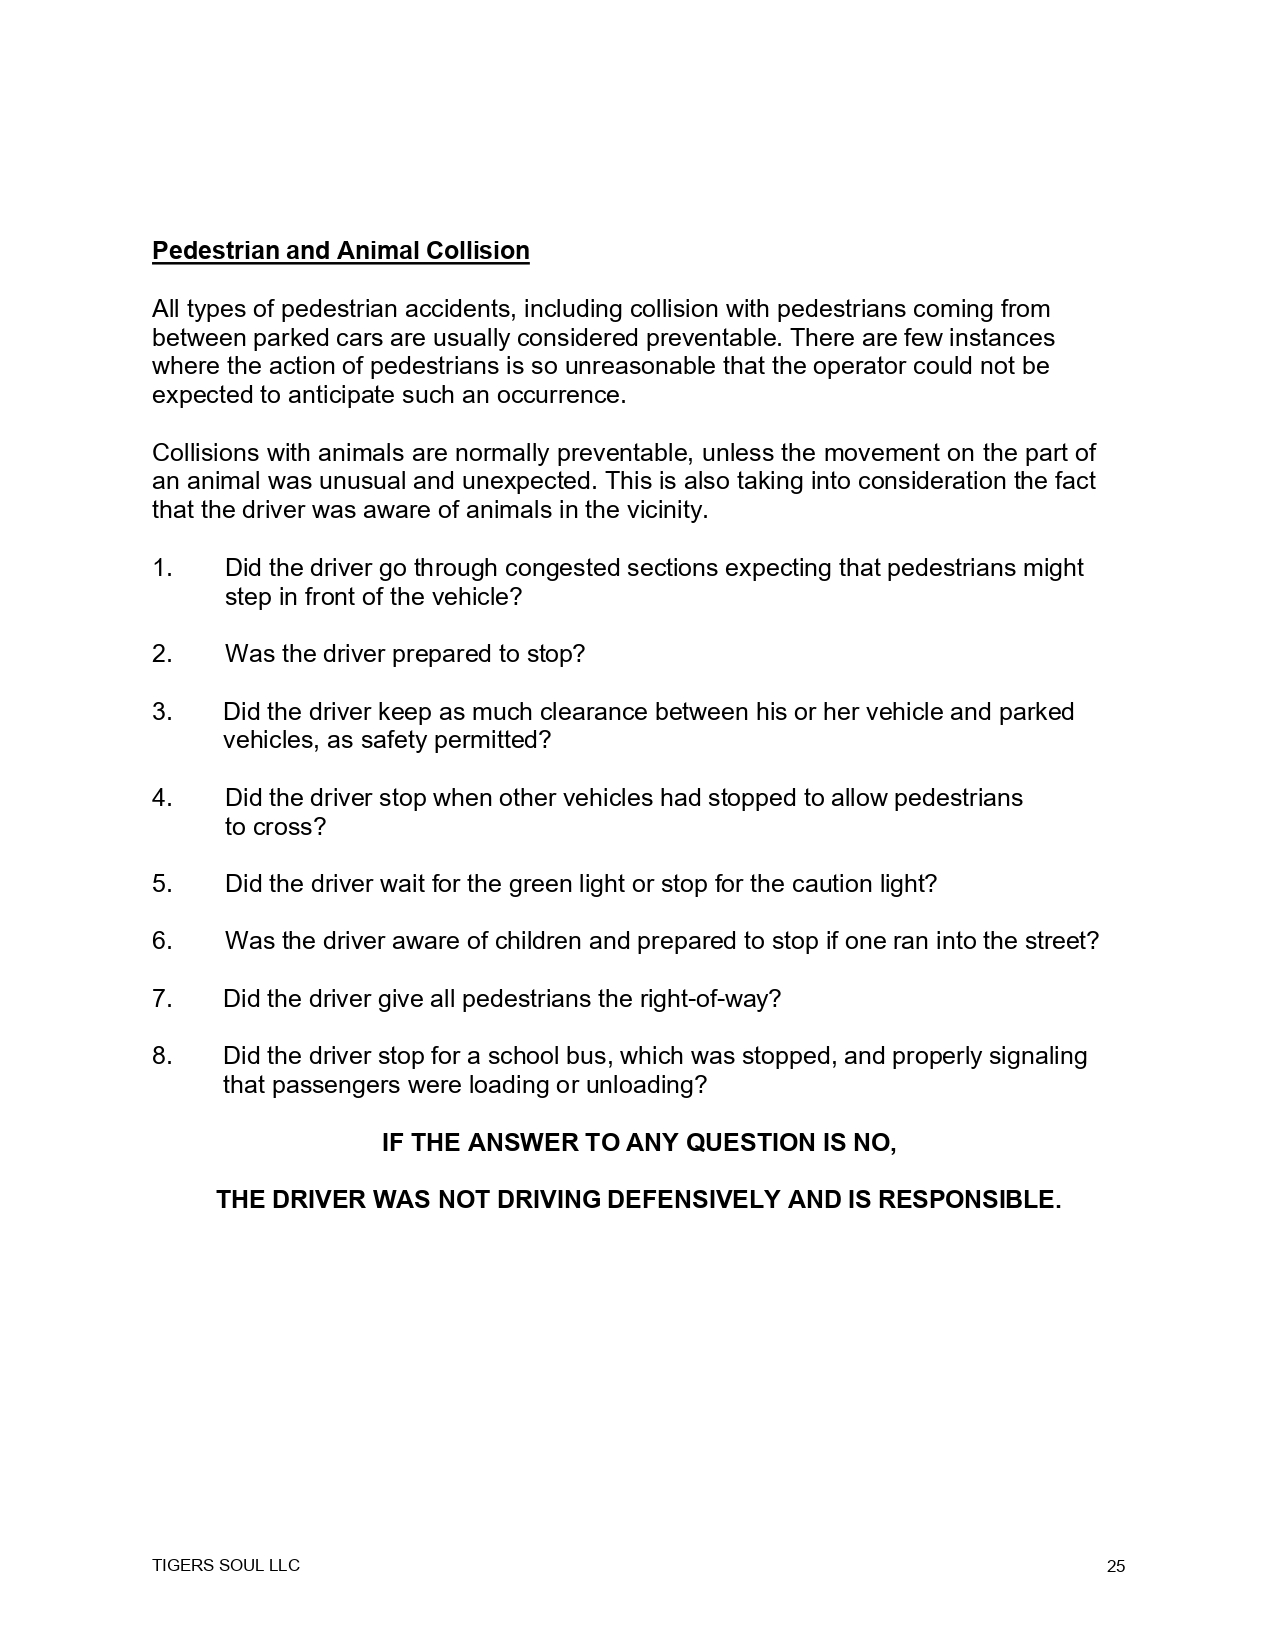 Pedestrian and Animal Collision
All types of pedestrian accidents, including collision with pedestrians coming from
between parked cars are usually considered preventable. There are few instances
where the action of pedestrians is so unreasonable that the operator could not be
expected to anticipate such an occurrence.
Collisions with animals are normally preventable, unless the movement on the part of
an animal was unusual and unexpected. This is also taking into consideration the fact
that the driver was aware of animals in the vicinity.
1. Did the driver go through congested sections expecting that pedestrians might
step in front of the vehicle?
2. Was the driver prepared to stop?
3. Did the driver keep as much clearance between his or her vehicle and parked
vehicles, as safety permitted?
4. Did the driver stop when other vehicles had stopped to allow pedestrians
to cross?
5. Did the driver wait for the green light or stop for the caution light?
6. Was the driver aware of children and prepared to stop if one ran into the street?
7. Did the driver give all pedestrians the right-of-way?
8. Did the driver stop for a school bus, which was stopped, and properly signaling
that passengers were loading or unloading?
IF THE ANSWER TO ANY QUESTION IS NO,
THE DRIVER WAS NOT DRIVING DEFENSIVELY AND IS RESPONSIBLE.
TIGERS SOUL LLC 25